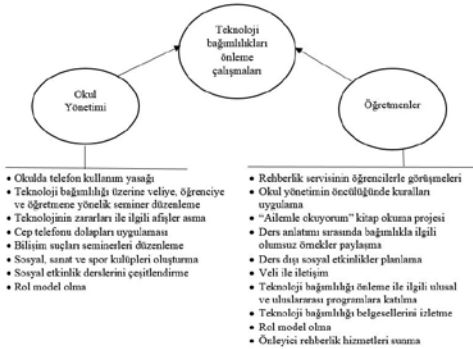 Teknoloji
bağımlılıkları
önleme
çalışmaları
Okul
Yönetimi
Öğretmenler
• Okulda telefon kullanım yasağı
• Teknoloji bağımlılığı üzerine veliye, öğrenciye
ve öğretmene yönelik seminer düzenleme
• Teknolojinin zararları ile ilgili afişler asma
• Cep telefonu dolapları uygulaması
• Bilişim suçları seminerleri düzenleme
• Sosyal, sanat ve spor kulüpleri oluşturma
• Sosyal etkinlik derslerini çeşitlendirme
• Rol model olma
• Rehberlik servisinin öğrencilerle görüşmeleri
• Okul yönetimin öncülüğünde kuralları
uygulama
• "Ailemle okuyorum" kitap okuma projesi
• Ders anlatımı sırasında bağımlıkla ilgili
olumsuz örnekler paylaşma
• Ders dışı sosyal etkinlikler planlama
• Veli ile iletişim
• Teknoloji bağımlılığı önleme ile ilgili ulusal
ve uluslararası programlara katılma
• Teknoloji bağımlılığı belgesellerini izletme
• Rol model olma
• Önleyici rehberlik hizmetleri sunma